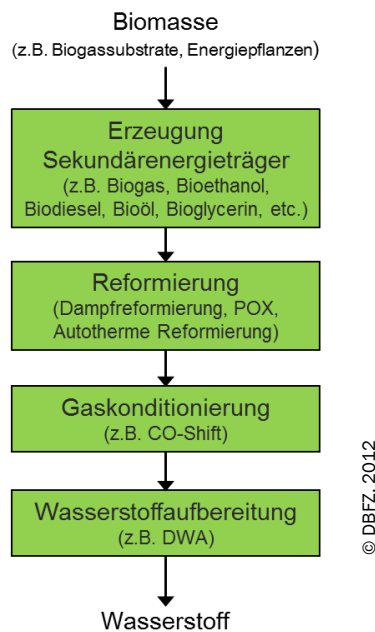 Biomasse
(z.B. Biogassubstrate, Energiepflanzen)
Erzeugung
Sekundärenergieträger
(z.B. Biogas, Bioethanol,
Biodiesel, Bioöl, Bioglycerin, etc.)
Reformierung
(Dampfreformierung, POX,
Autotherme Reformierung)
Gaskonditionierung
(z.B. CO-Shift)
Wasserstoffaufbereitung
(z.B. DWA)
Wasserstoff
© DBFZ, 2012